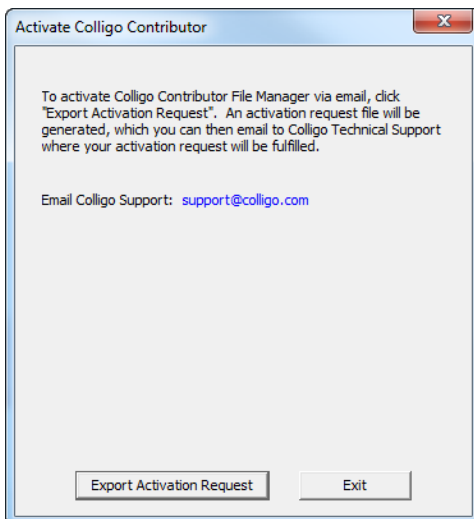 Activate Colligo Contributor
To activate Colligo Contributor File Manager via email, click
"Export Activation Request".  An activation request file will be
generated, which you can then email to Colligo Technical Support
where your activation request will be fulfilled.
Email Colligo Support:  support@colligo.com
Export Activation Request
Exit